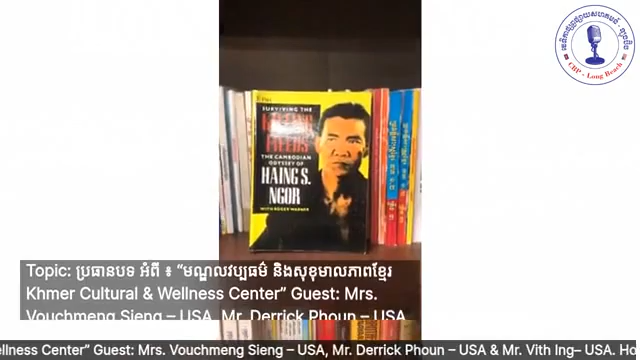 CBP - Long Beach
SURVIVING THE
KILLING
FIELDS
THE CAMBODIAN
ODYSSEY OF
HAING S.
NGOR
WITH ROGER WARNER
Topic: ប្រធានបទ អំពី ៖ “មណ្ឌលវប្បធម៌ និងសុខុមាលភាពខ្មែរ
Khmer Cultural & Wellness Center” Guest: Mrs.
Vouchmeng Sieng – USA, Mr. Derrick Phoun – USA
ellness Center” Guest: Mrs. Vouchmeng Sieng – USA, Mr. Derrick Phoun – USA & Mr. Vith Ing– USA. Ho